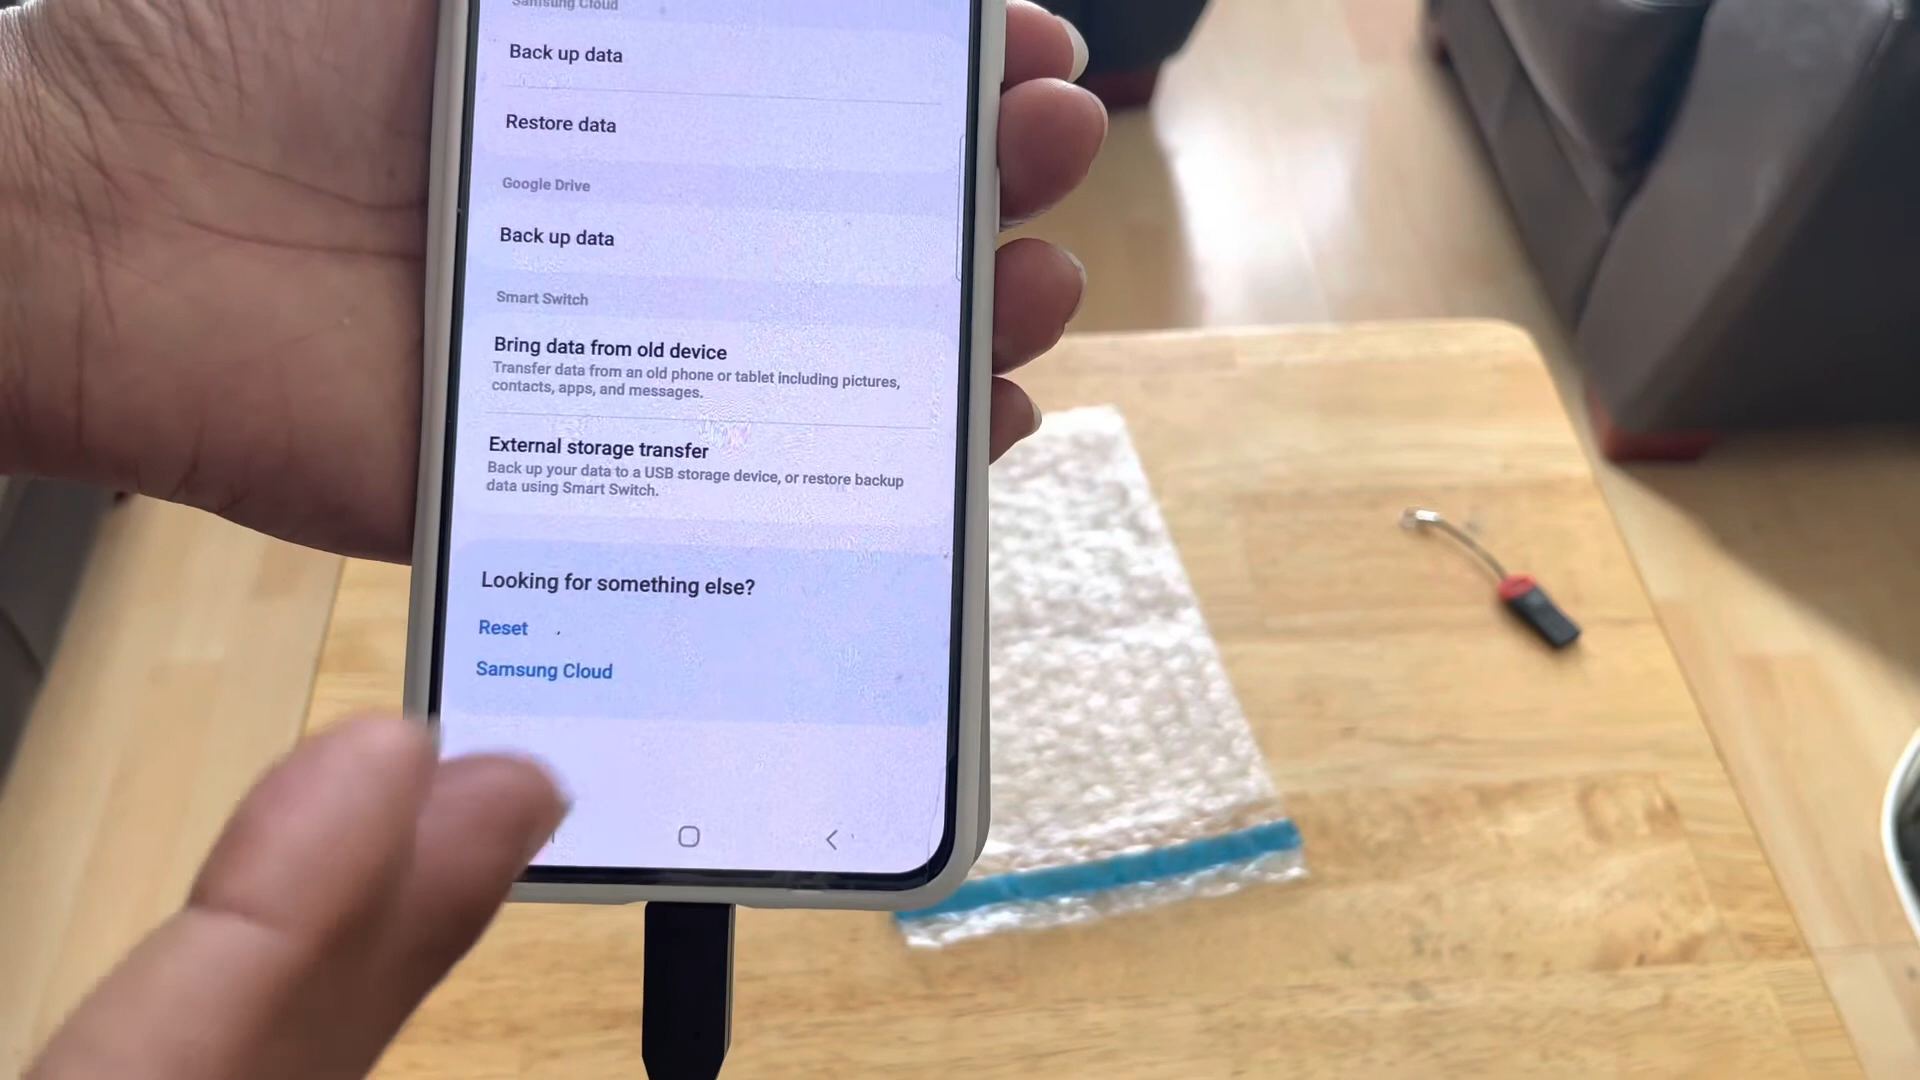 Samsung Cloud
Back up data
Restore data
Google Drive
Back up data
Smart Switch
Bring data from old device
Transfer data from an old phone or tablet including pictures,
contacts, apps, and messages.
External storage transfer
Back up your data to a USB storage device, or restore backup
data using Smart Switch.
Looking for something else?
Reset
Samsung Cloud